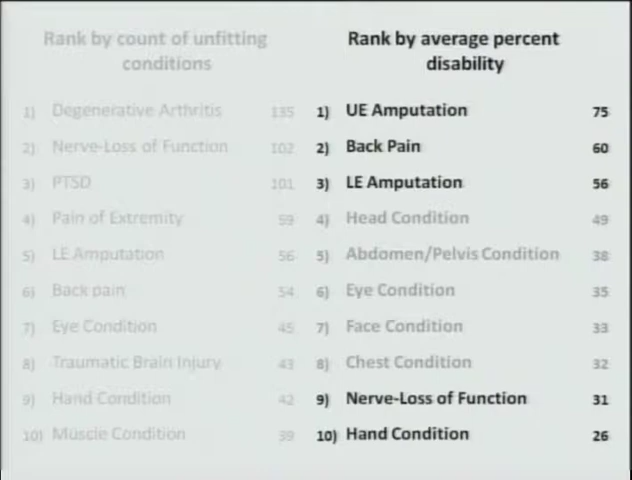 Rank by count of unfitting
conditions
1) Degenerative Arthritis 135
2) Nerve-Loss of Function 102
3) PTSD 101
4) Pain of Extremity 59
5) LE Amputation 56
6) Back pain 54
7) Eye Condition 45
8) Traumatic Brain Injury 43
9) Hand Condition 42
10) Muscle Condition 39
Rank by average percent
disability
1) UE Amputation 75
2) Back Pain 60
3) LE Amputation 56
4) Head Condition 49
5) Abdomen/Pelvis Condition 38
6) Eye Condition 35
7) Face Condition 33
8) Chest Condition 32
9) Nerve-Loss of Function 31
10) Hand Condition 26